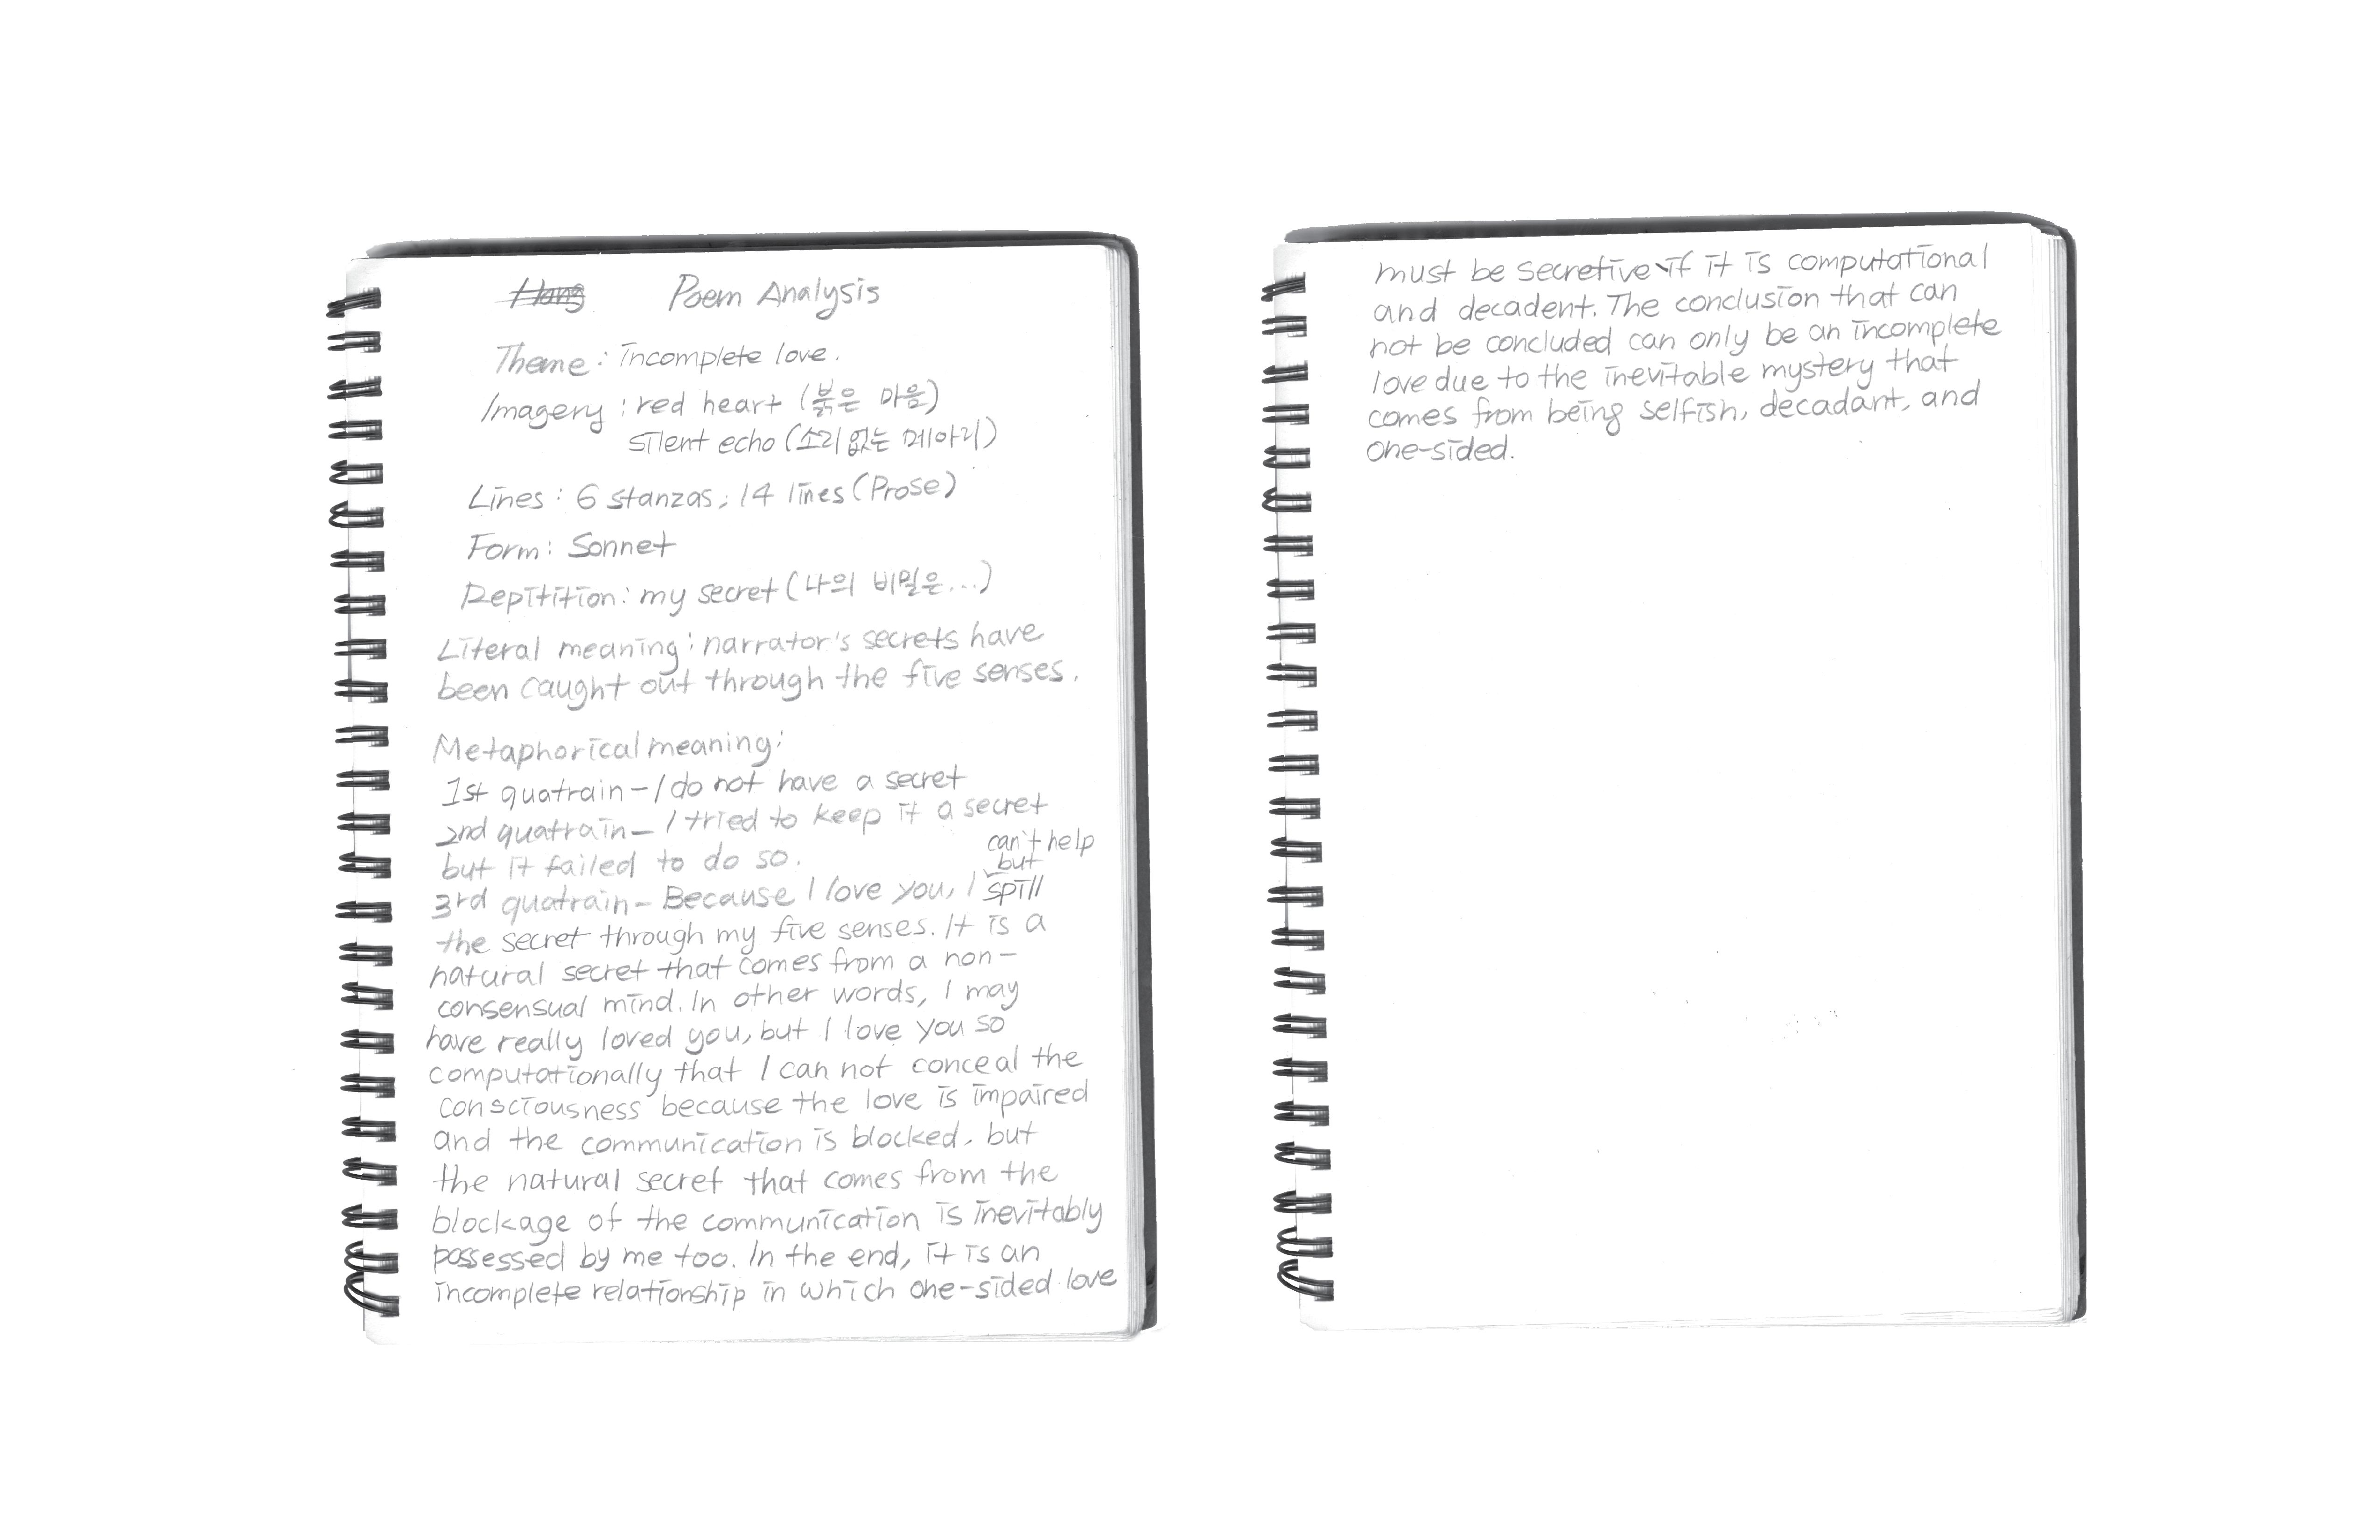 Poem Analysis
Theme: incomplete love.
Imagery: red heart (붉은 마음)
silent echo (소리 없는 메아리)
Lines: 6 stanzas, 14 lines (Prose)
Form: Sonnet
Repitition: my secret (나의 비밀은...)
Literal meaning: narrator's secrets have
been caught out through the five senses.
Metaphorical meaning:
1st quatrain - I do not have a secret
2nd quatrain - I tried to keep it a secret
but it failed to do so.
can't help
but
3rd quatrain - Because I love you, I spill
the secret through my five senses. It is a
natural secret that comes from a non-
consensual mind. In other words, I may
have really loved you, but I love you so
computationally that I can not conceal the
consciousness because the love is impaired
and the communication is blocked, but
the natural secret that comes from the
blockage of the communication is inevitably
possessed by me too. In the end, it is an
incomplete relationship in which one-sided love
must be secretive if it is computational
and decadent. The conclusion that can
not be concluded can only be an incomplete
love due to the inevitable mystery that
comes from being selfish, decadant, and
one-sided.